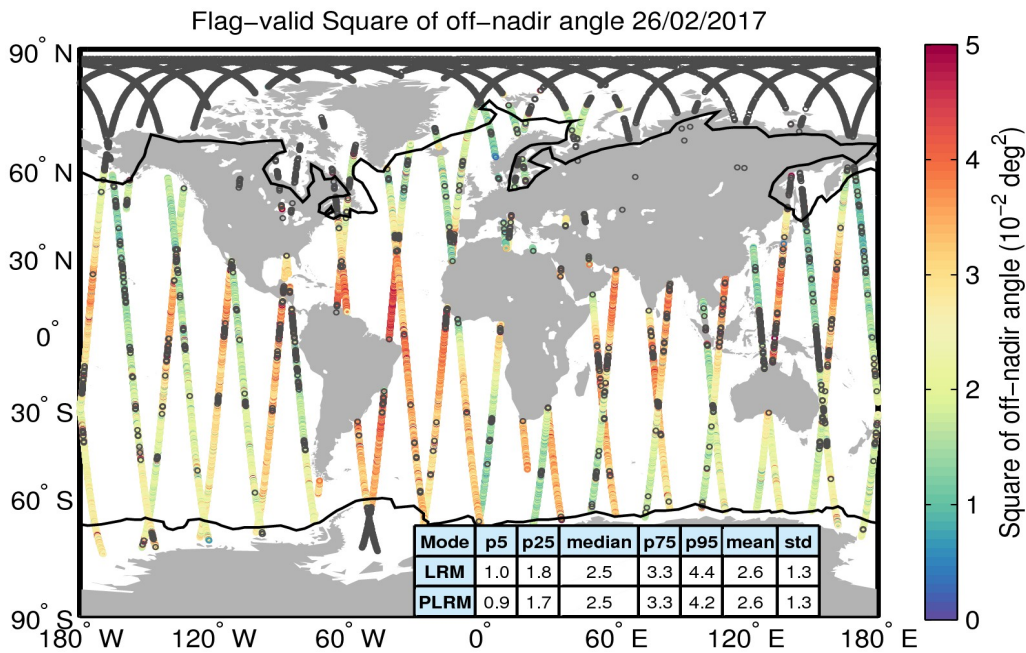 Flag−valid Square of off−nadir angle 26/02/2017
90° N
60° N
30° N
0°
30° S
60° S
90° S
180° W
120° W
60° W
0°
60° E
120° E
180° E
Mode p5 p25 median p75 p95 mean std
LRM 1.0 1.8 2.5 3.3 4.4 2.6 1.3
PLRM 0.9 1.7 2.5 3.3 4.2 2.6 1.3
5
4
3
2
1
0
Square of off−nadir angle (10⁻² deg²)